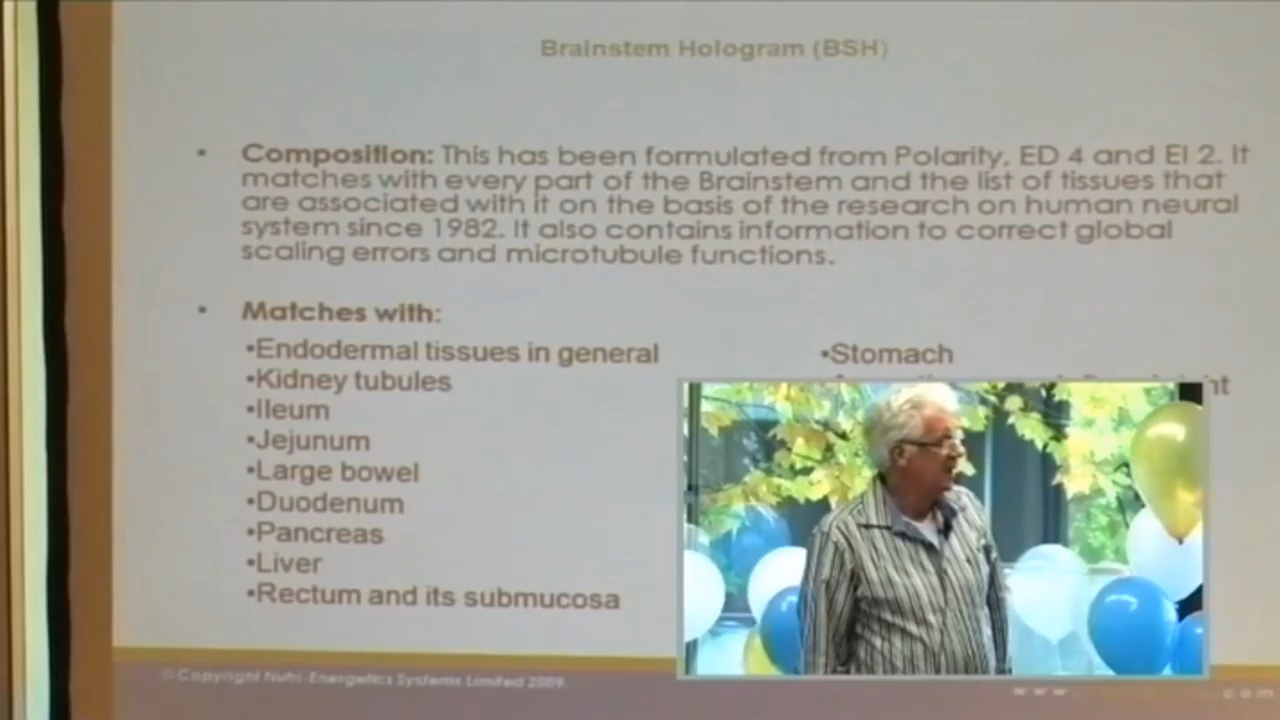 Brainstem Hologram (BSH)
• Composition: This has been formulated from Polarity, ED 4 and EI 2. It
matches with every part of the Brainstem and the list of tissues that
are associated with it on the basis of the research on human neural
system since 1982. It also contains information to correct global
scaling errors and microtubule functions.
• Matches with:
•Endodermal tissues in general
•Kidney tubules
•Ileum
•Jejunum
•Large bowel
•Duodenum
•Pancreas
•Liver
•Rectum and its submucosa
•Stomach
© Copyright Nutri-Energetics Systems Limited 2009.